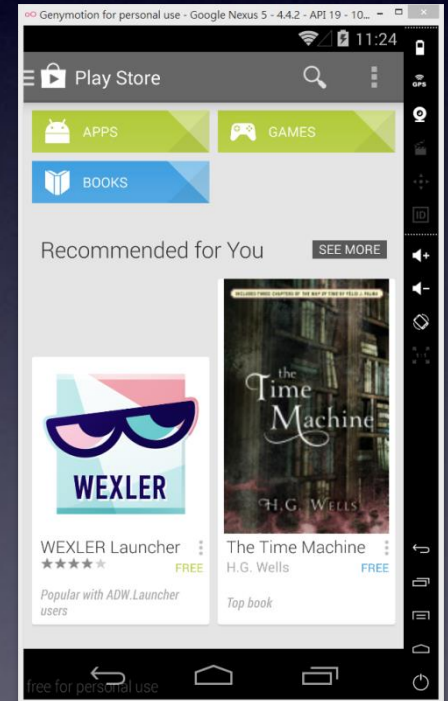 Genymotion for personal use - Google Nexus 5 - 4.4.2 - API 19 - 10...
11:24
Play Store
GPS
APPS
GAMES
BOOKS
ID
Recommended for You
SEE MORE
INCLUDES THREE CHAPTERS OF THE MAP OF TIME BY FÉLIX J. PALMA
the
Time
Machine
H.G. WELLS
WEXLER
WEXLER Launcher
FREE
Popular with ADW.Launcher
users
The Time Machine
H.G. Wells
FREE
Top book
free for personal use